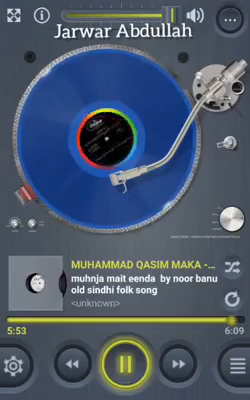 Jarwar Abdullah
MUHAMMAD QASIM MAKA -...
muhnja mait eenda by noor banu
old sindhi folk song
<unknown>
5:53
6:09